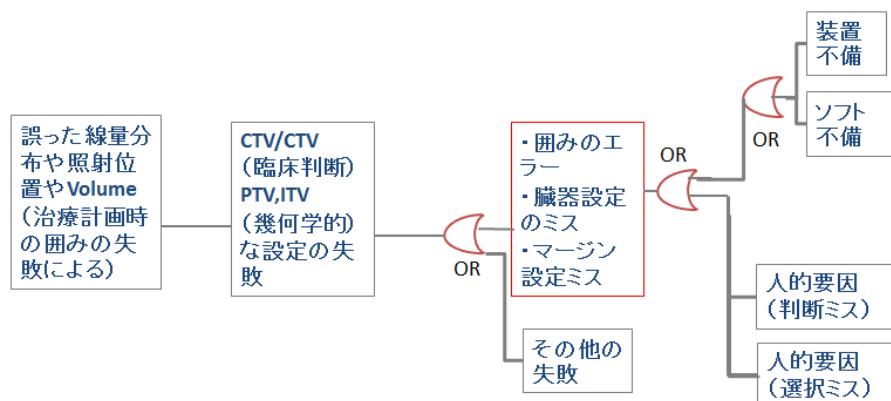 誤った線量分
布や照射位
置やVolume
（治療計画時
の囲みの失
敗による）
CTV/CTV
（臨床判断）
PTV,ITV
（幾何学的）
な設定の失
敗
OR
・囲みのエ
ラー
・臓器設定
のミス
・マージン
設定ミス
その他の
失敗
OR
OR
装置
不備
ソフト
不備
人的要因
（判断ミス）
人的要因
（選択ミス）